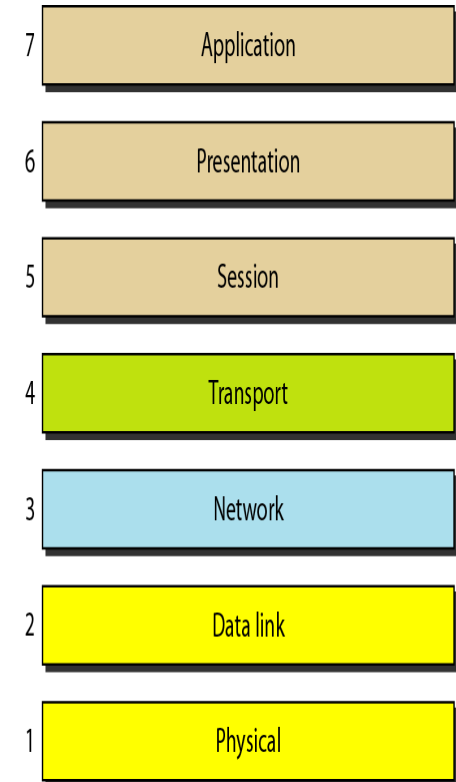 7 Application
6 Presentation
5 Session
4 Transport
3 Network
2 Data link
1 Physical